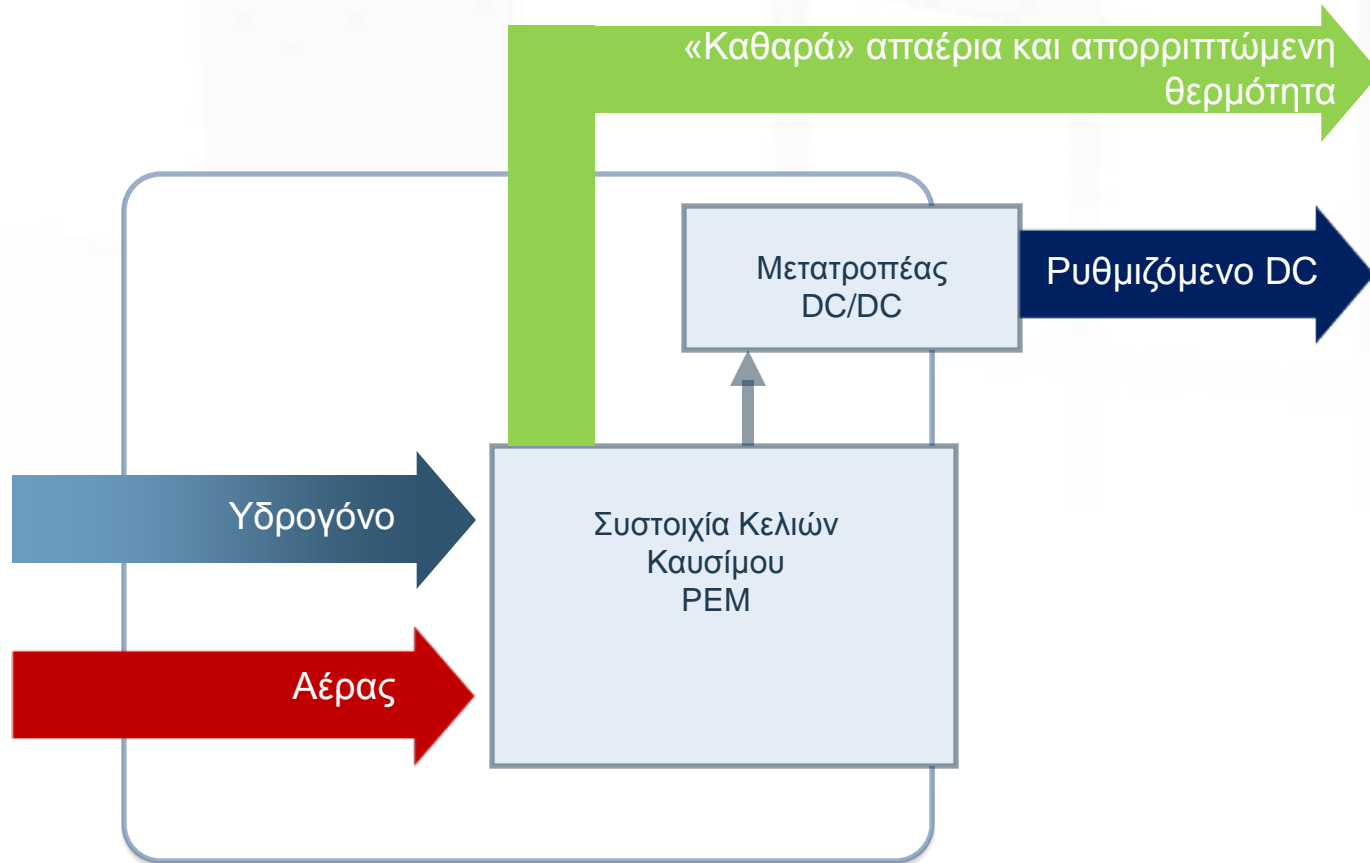 «Καθαρά» απαέρια και απορριπτώμενη
θερμότητα
Μετατροπέας
DC/DC
Ρυθμιζόμενο DC
Υδρογόνο
Συστοιχία Κελιών
Καυσίμου
PEM
Αέρας